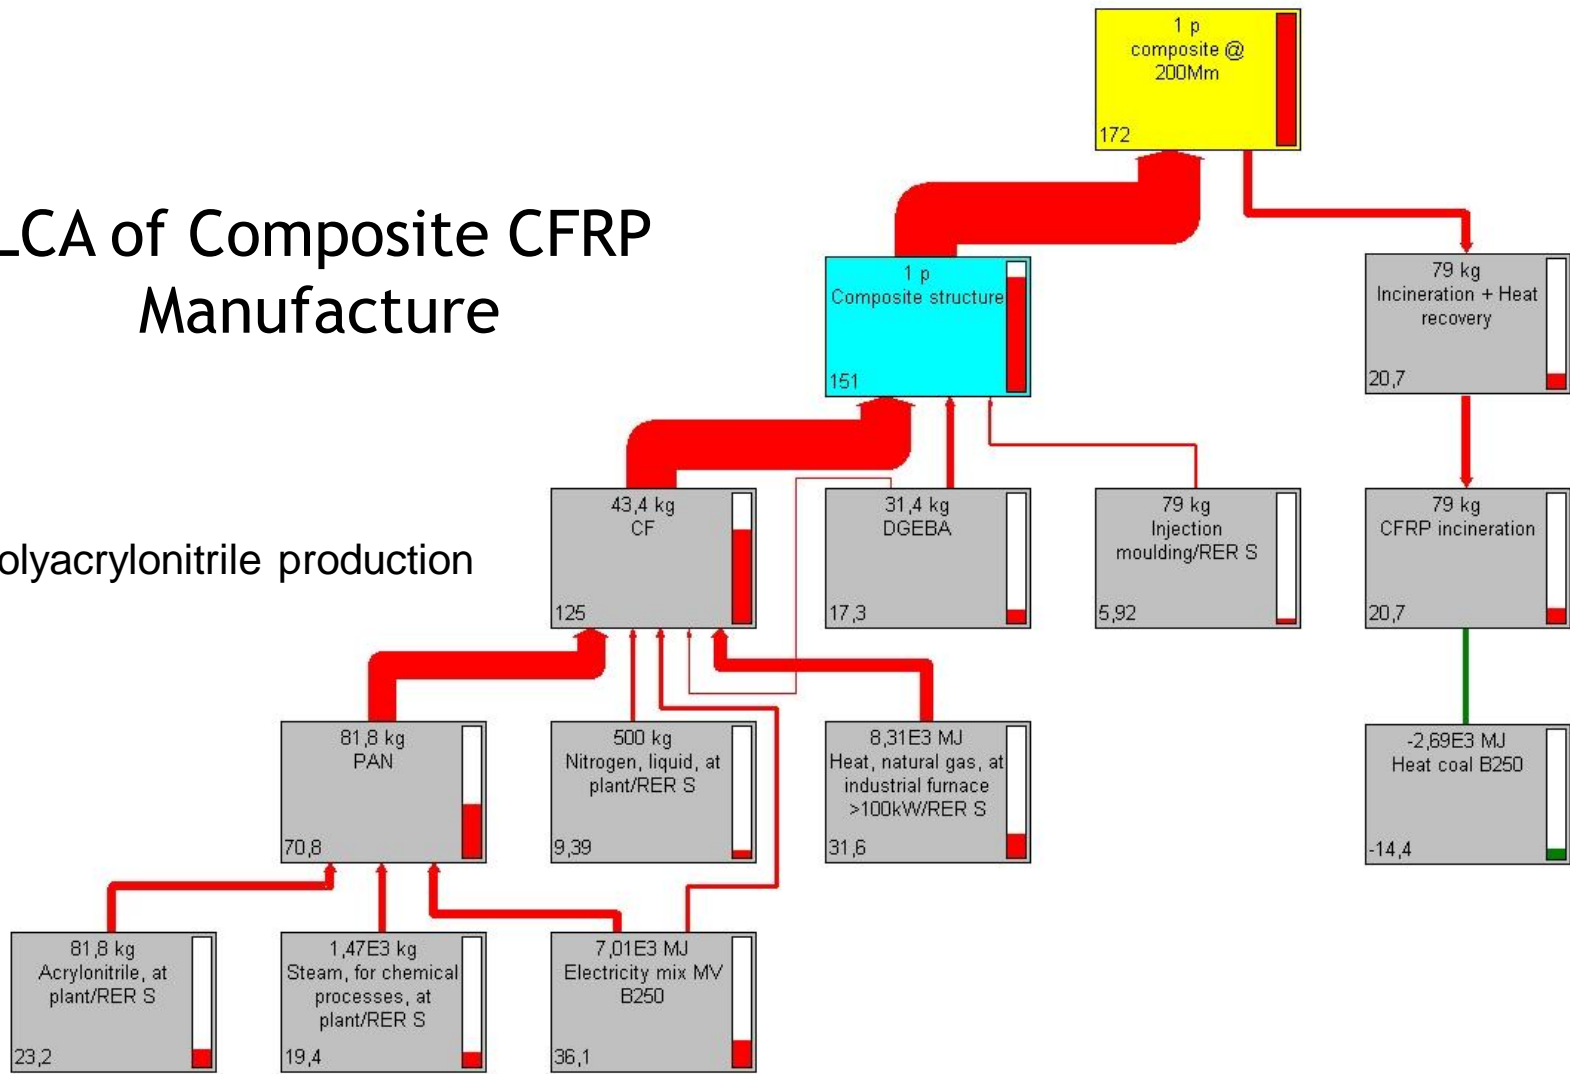 LCA of Composite CFRP
Manufacture
olyacrylonitrile production
1 p
composite @
200Mm
172
1 p
Composite structure
151
79 kg
Incineration + Heat
recovery
20,7
43,4 kg
CF
125
31,4 kg
DGEBA
17,3
79 kg
Injection
moulding/RER S
5,92
79 kg
CFRP incineration
20,7
81,8 kg
PAN
70,8
500 kg
Nitrogen, liquid, at
plant/RER S
9,39
8,31E3 MJ
Heat, natural gas, at
industrial furnace
>100kW/RER S
31,6
-2,69E3 MJ
Heat coal B250
-14,4
81,8 kg
Acrylonitrile, at
plant/RER S
23,2
1,47E3 kg
Steam, for chemical
processes, at
plant/RER S
19,4
7,01E3 MJ
Electricity mix MV
B250
36,1